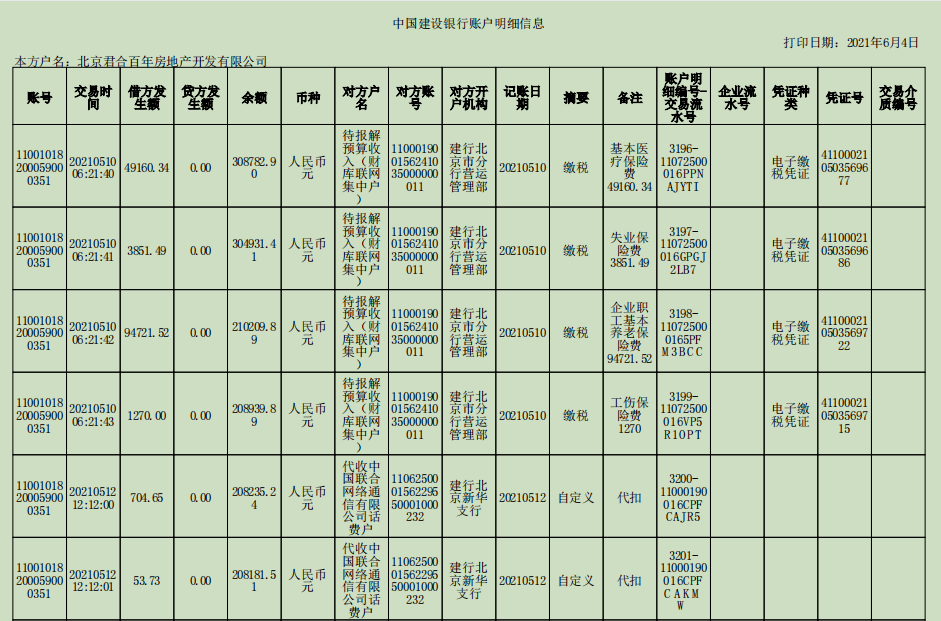 中国建设银行账户明细信息
打印日期：2021年6月4日
本方户名：北京君合百年房地产开发有限公司
账号 交易时间 借方发生额 贷方发生额 余额 币种 对方户名 对方账号 对方开户机构 记账日期 摘要 备注 账户明细编号-交易流水号 企业流水号 凭证种类 凭证号 交易介质编号
11001018200059000351 20210510 06:21:40 49160.34 0.00 308782.90 人民币元 待报解预算收入（财库联网集中户） 11000190015624103500000011 建行北京市分行营运管理部 20210510 缴税 基本医疗保险费49160.34 3196-11072500016PPNAJYTI 电子缴税凭证 411000210503569677
11001018200059000351 20210510 06:21:41 3851.49 0.00 304931.41 人民币元 待报解预算收入（财库联网集中户） 11000190015624103500000011 建行北京市分行营运管理部 20210510 缴税 失业保险费3851.49 3197-11072500016GPGJ2LB7 电子缴税凭证 411000210503569686
11001018200059000351 20210510 06:21:42 94721.52 0.00 210209.89 人民币元 待报解预算收入（财库联网集中户） 11000190015624103500000011 建行北京市分行营运管理部 20210510 缴税 企业职工基本养老保险费94721.52 3198-110725000165PFM3BCC 电子缴税凭证 411000210503569722
11001018200059000351 20210510 06:21:43 1270.00 0.00 208939.89 人民币元 待报解预算收入（财库联网集中户） 11000190015624103500000011 建行北京市分行营运管理部 20210510 缴税 工伤保险费1270 3199-11072500016VP5R1OPT 电子缴税凭证 411000210503569715
11001018200059000351 20210512 12:12:00 704.65 0.00 208235.24 人民币元 代收中国联合网络通信有限公司话费户 110625000156229550001000232 建行北京新华支行 20210512 自定义 代扣 3200-11000190016CPFCAJR5
11001018200059000351 20210512 12:12:01 53.73 0.00 208181.51 人民币元 代收中国联合网络通信有限公司话费户 110625000156229550001000232 建行北京新华支行 20210512 自定义 代扣 3201-11000190016CPFCAKMW